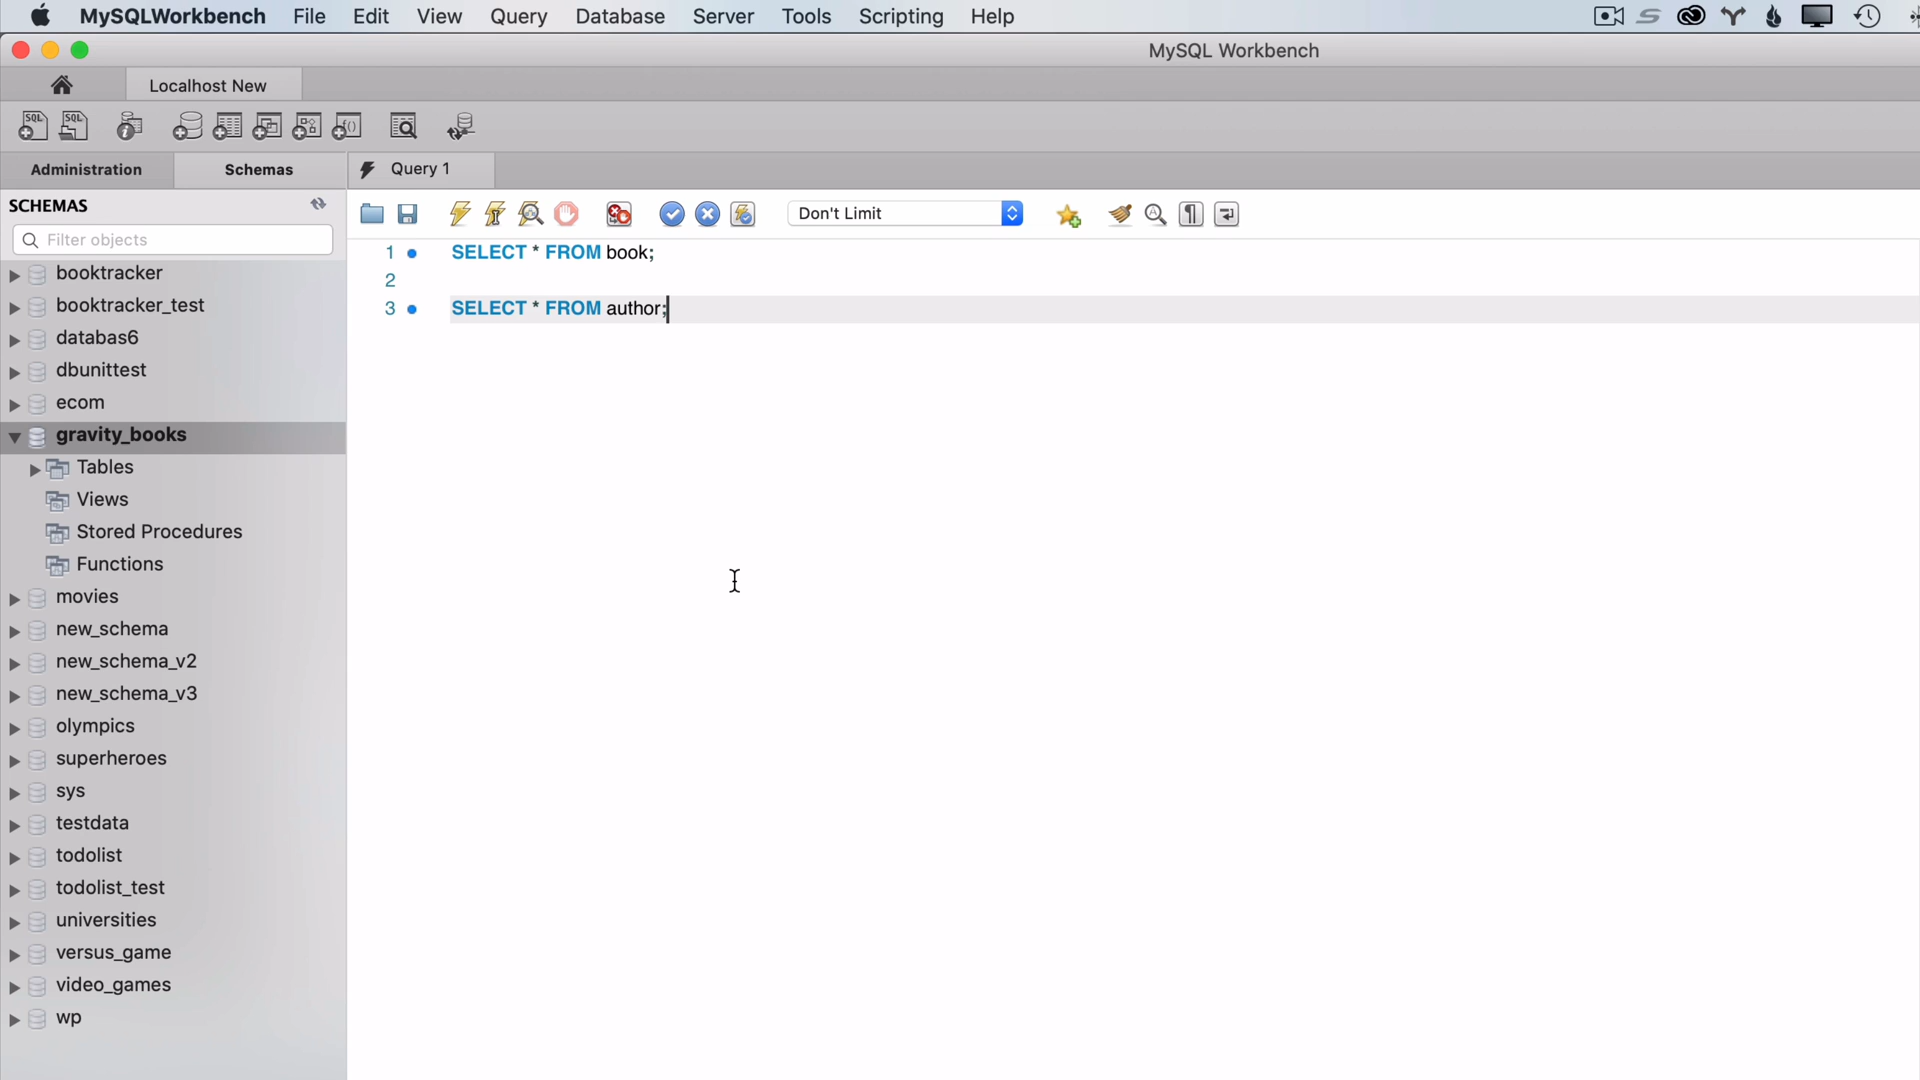 MySQLWorkbench File Edit View Query Database Server Tools Scripting Help
MySQL Workbench
Localhost New
SQL SQL
Administration Schemas Query 1
SCHEMAS
Filter objects
Don't Limit
1 SELECT * FROM book;
2
3 SELECT * FROM author;
booktracker
booktracker_test
databas6
dbunittest
ecom
gravity_books
Tables
Views
Stored Procedures
Functions
movies
new_schema
new_schema_v2
new_schema_v3
olympics
superheroes
sys
testdata
todolist
todolist_test
universities
versus_game
video_games
wp